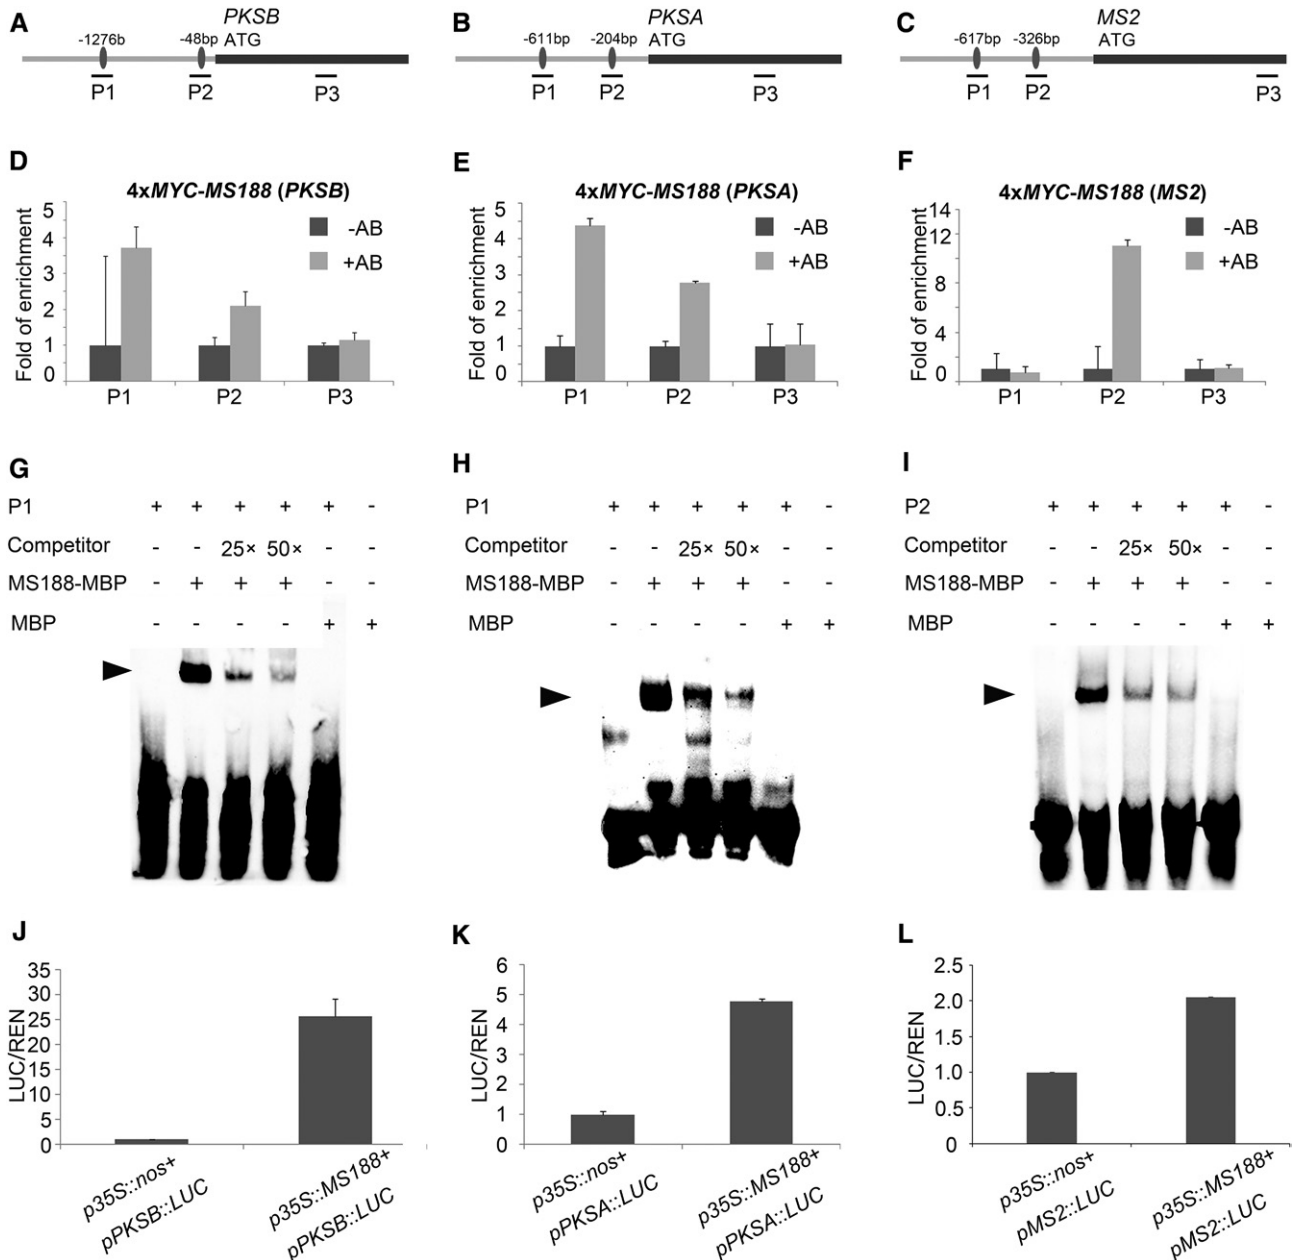 A
PKSB
-1276b -48bp ATG
P1 P2 P3
B
PKSA
-611bp -204bp ATG
P1 P2 P3
C
MS2
-617bp -326bp ATG
P1 P2 P3
D
4xMYC-MS188 (PKSB)
Fold of enrichment
5
4
3
2
1
0
-AB
+AB
P1 P2 P3
E
4xMYC-MS188 (PKSA)
Fold of enrichment
5
4
3
2
1
0
-AB
+AB
P1 P2 P3
F
4xMYC-MS188 (MS2)
Fold of enrichment
14
12
8
4
0
-AB
+AB
P1 P2 P3
G
P1 + + + + + -
Competitor - - 25× 50× - -
MS188-MBP - + + + - -
MBP - - - - + +
H
P1 + + + + + -
Competitor - - 25× 50× - -
MS188-MBP - + + + - -
MBP - - - - + +
I
P2 + + + + + -
Competitor - - 25× 50× - -
MS188-MBP - + + + - -
MBP - - - - + +
J
LUC/REN
35
30
25
20
15
10
5
0
p35S::nos+
pPKSB::LUC
p35S::MS188+
pPKSB::LUC
K
LUC/REN
6
5
4
3
2
1
0
p35S::nos+
pPKSA::LUC
p35S::MS188+
pPKSA::LUC
L
LUC/REN
2.5
2.0
1.0
0.5
0
p35S::nos+
pMS2::LUC
p35S::MS188+
pMS2::LUC